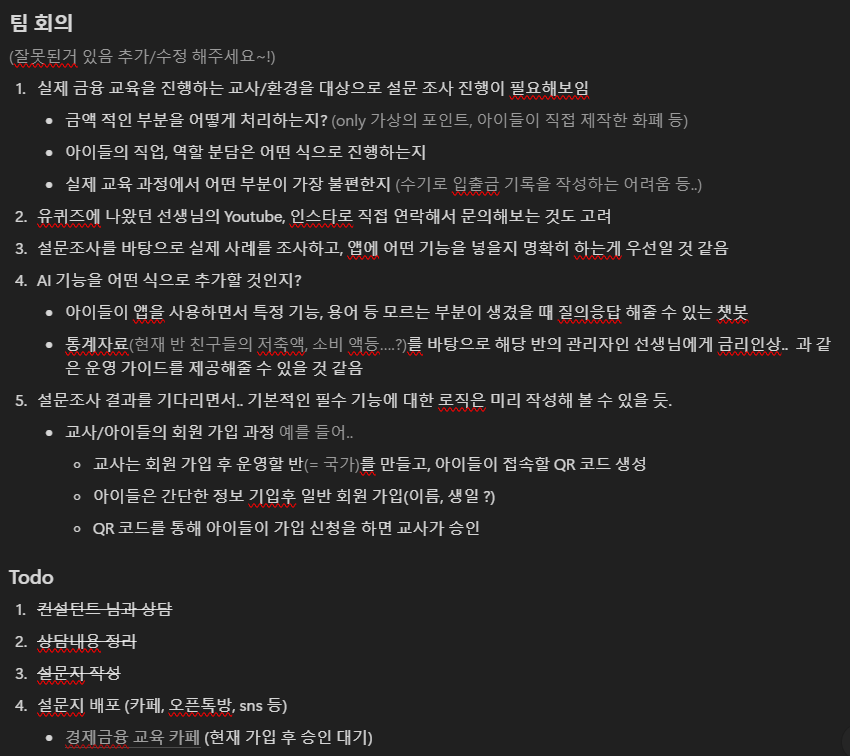 팀 회의
(잘못된거 있음 추가/수정 해주세요~!)
1. 실제 금융 교육을 진행하는 교사/환경을 대상으로 설문 조사 진행이 필요해보임
• 금액 적인 부분을 어떻게 처리하는지? (only 가상의 포인트, 아이들이 직접 제작한 화폐 등)
• 아이들의 직업, 역할 분담은 어떤 식으로 진행하는지
• 실제 교육 과정에서 어떤 부분이 가장 불편한지 (수기로 입출금 기록을 작성하는 어려움 등..)
2. 유퀴즈에 나왔던 선생님의 Youtube, 인스타로 직접 연락해서 문의해보는 것도 고려
3. 설문조사를 바탕으로 실제 사례를 조사하고, 앱에 어떤 기능을 넣을지 명확히 하는게 우선일 것 같음
4. AI 기능을 어떤 식으로 추가할 것인지?
• 아이들이 앱을 사용하면서 특정 기능, 용어 등 모르는 부분이 생겼을 때 질의응답 해줄 수 있는 챗봇
• 통계자료(현재 반 친구들의 저축액, 소비 액등....?)를 바탕으로 해당 반의 관리자인 선생님에게 금리인상.. 과 같
은 운영 가이드를 제공해줄 수 있을 것 같음
5. 설문조사 결과를 기다리면서.. 기본적인 필수 기능에 대한 로직은 미리 작성해 볼 수 있을 듯.
• 교사/아이들의 회원 가입 과정 예를 들어..
◦ 교사는 회원 가입 후 운영할 반(= 국가)를 만들고, 아이들이 접속할 QR 코드 생성
◦ 아이들은 간단한 정보 기입후 일반 회원 가입(이름, 생일 ?)
◦ QR 코드를 통해 아이들이 가입 신청을 하면 교사가 승인
Todo
1. 컨설턴트 님과 상담
2. 상담내용 정리
3. 설문지 작성
4. 설문지 배포 (카페, 오픈톡방, sns 등)
• 경제금융 교육 카페 (현재 가입 후 승인 대기)